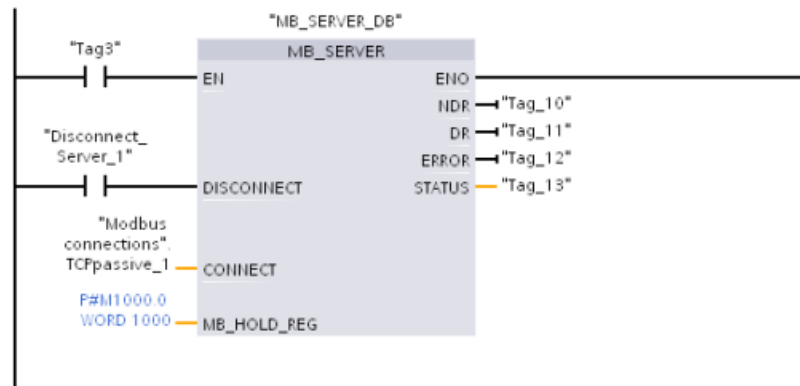 "MB_SERVER_DB"
"Tag3"
MB_SERVER
EN
ENO
NDR
"Tag_10"
DR
"Tag_11"
"Disconnect_
Server_1"
ERROR
"Tag_12"
DISCONNECT
STATUS
"Tag_13"
"Modbus
connections".
TCPpassive_1
CONNECT
P#M1000.0
WORD 1000
MB_HOLD_REG